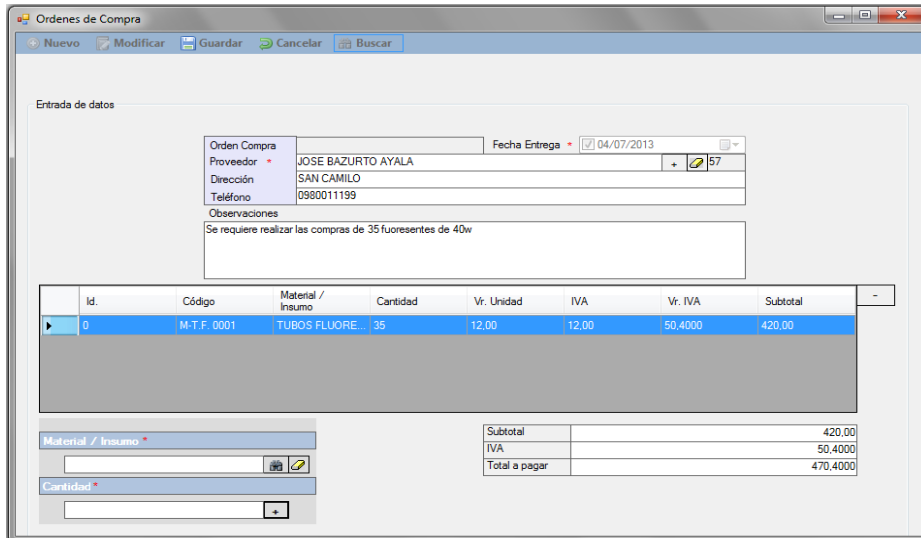 Ordenes de Compra
Nuevo Modificar Guardar Cancelar Buscar
Entrada de datos
Orden Compra Fecha Entrega * 04/07/2013
Proveedor * JOSE BAZURTO AYALA + 57
Dirección SAN CAMILO
Teléfono 0980011199
Observaciones
Se requiere realizar las compras de 35 fuoresentes de 40w
Id. Código Material / Insumo Cantidad Vr. Unidad IVA Vr. IVA Subtotal -
0 M-T.F. 0001 TUBOS FLUORE... 35 12,00 12,00 50,4000 420,00
Subtotal 420,00
Material / Insumo * IVA 50,4000
Total a pagar 470,4000
Cantidad *
+